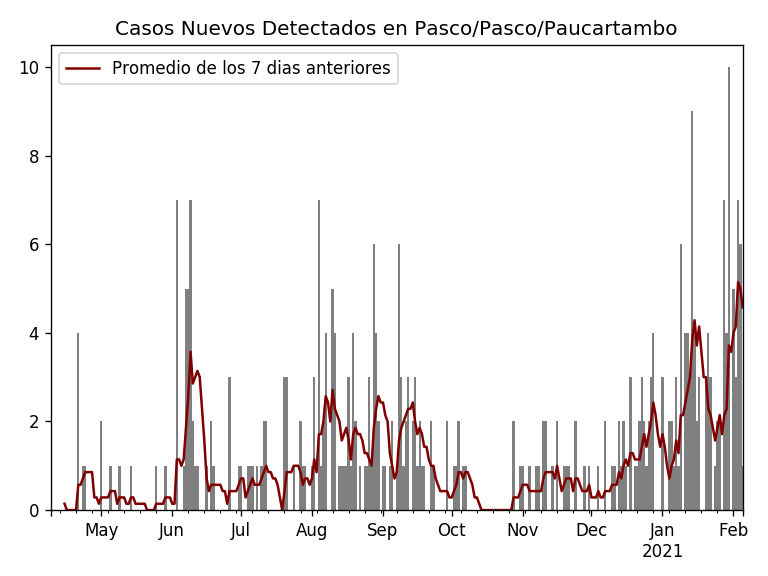 Casos Nuevos Detectados en Pasco/Pasco/Paucartambo
Promedio de los 7 dias anteriores
10
8
6
4
2
0
May Jun Jul Aug Sep Oct Nov Dec Jan Feb
2021